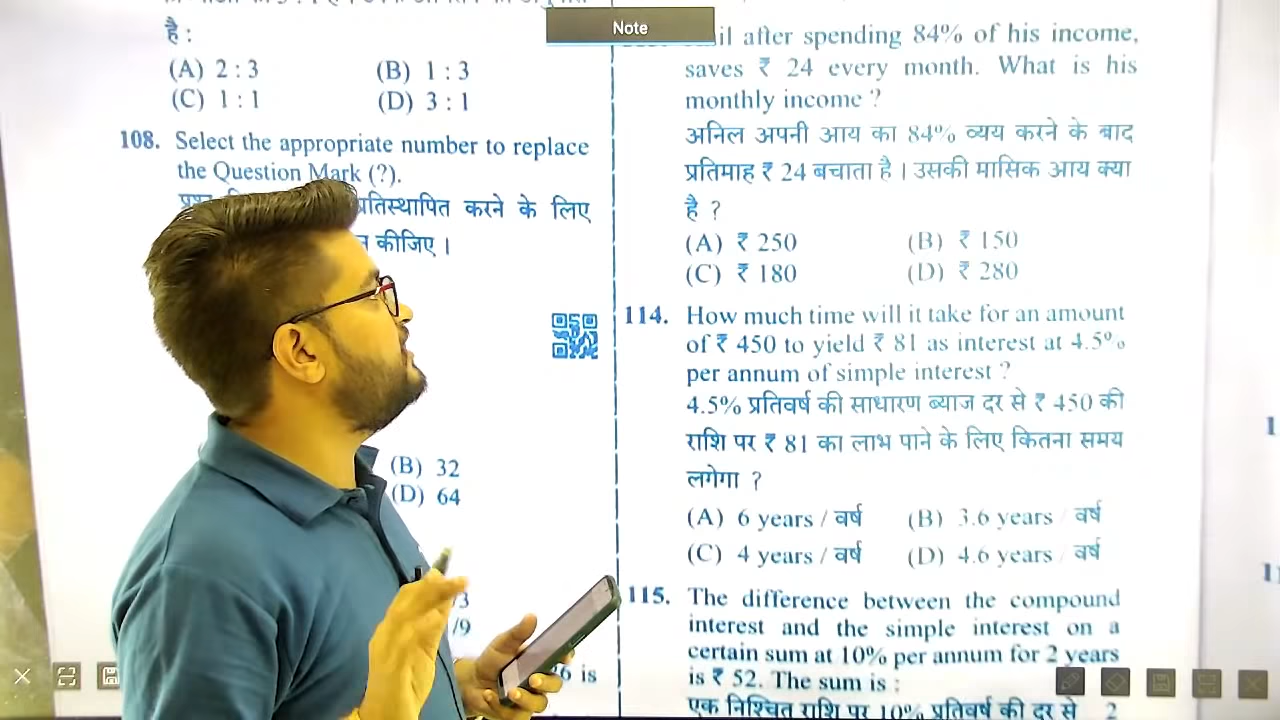 है :
(A) 2 : 3 (B) 1 : 3
(C) 1 : 1 (D) 3 : 1
108. Select the appropriate number to replace
the Question Mark (?).
प्रतिस्थापित करने के लिए
कीजिए ।
(B) 32
(D) 64
/3
/9
is
Note
after spending 84% of his income,
saves ₹ 24 every month. What is his
monthly income ?
अनिल अपनी आय का 84% व्यय करने के बाद
प्रतिमाह ₹ 24 बचाता है । उसकी मासिक आय क्या
है ?
(A) ₹ 250 (B) ₹ 150
(C) ₹ 180 (D) ₹ 280
114. How much time will it take for an amount
of ₹ 450 to yield ₹ 81 as interest at 4.5%
per annum of simple interest ?
4.5% प्रतिवर्ष की साधारण ब्याज दर से ₹ 450 की
राशि पर ₹ 81 का लाभ पाने के लिए कितना समय
लगेगा ?
(A) 6 years / वर्ष (B) 3.6 years / वर्ष
(C) 4 years / वर्ष (D) 4.6 years / वर्ष
115. The difference between the compound
interest and the simple interest on a
certain sum at 10% per annum for 2 years
is ₹ 52. The sum is :
एक निश्चित राशि पर 10% प्रतिवर्ष की दर से 2